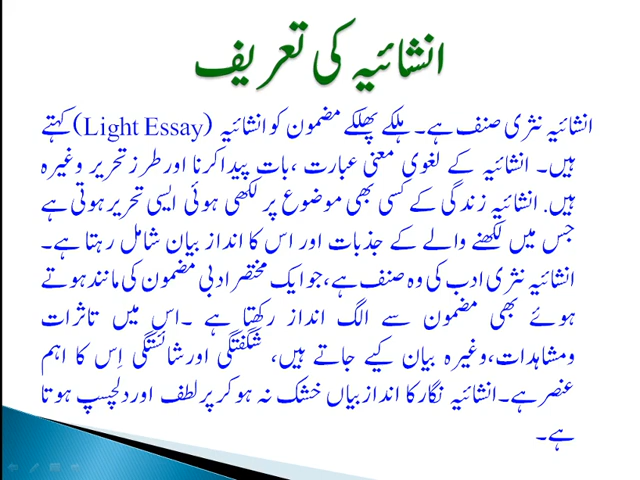 انشائیہ کی تعریف
انشائیہ نثری صنف ہے۔ ہلکے پھلکے مضمون کو انشائیہ (Light Essay) کہتے
ہیں۔ انشائیہ کے لغوی معنی عبارت ،بات پیدا کرنا اور طرز تحریر وغیرہ
ہیں. انشائیہ زندگی کے کسی بھی موضوع پر لکھی ہوئی ایسی تحریر ہوتی ہے
جس میں لکھنے والے کے جذبات اور اس کا انداز بیان شامل رہتا ہے۔
انشائیہ نثری ادب کی وہ صنف ہے،جو ایک مختصر ادبی مضمون کی مانند ہوتے
ہوئے بھی مضمون سے الگ انداز رکھتا ہے ۔اس میں تاثرات
ومشاہدات،وغیرہ بیان کیے جاتے ہیں، شگفتگی اور شائستگی اِس کا اہم
عنصر ہے۔انشائیہ نگار کا انداز بیاں خشک نہ ہو کر پر لطف اور دلچسپ ہوتا
ہے۔